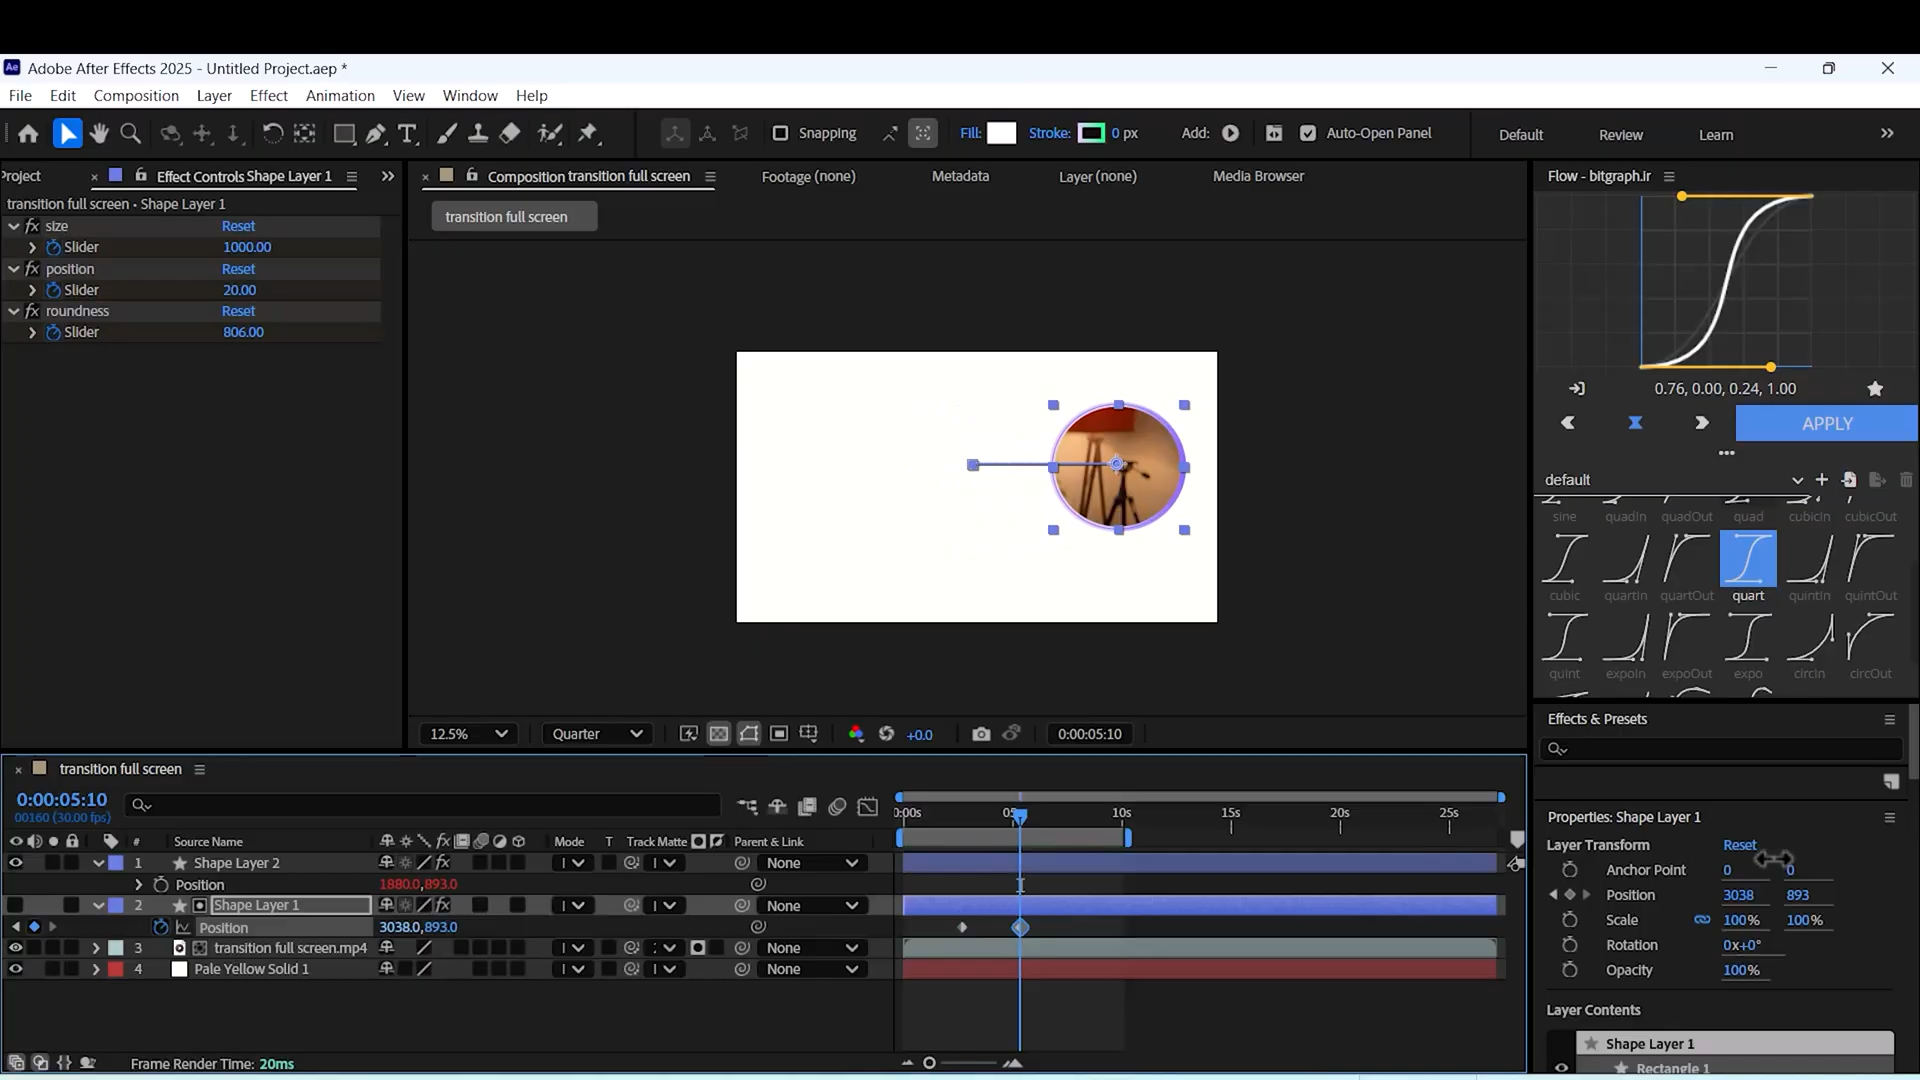 Ae Adobe After Effects 2025 - Untitled Project.aep *
File Edit Composition Layer Effect Animation View Window Help
Snapping Fill: Stroke: 0 px Add: Auto-Open Panel Default Review Learn
Project Effect Controls Shape Layer 1
transition full screen • Shape Layer 1
fx size Reset
Slider 1000.00
fx position Reset
Slider 20.00
fx roundness Reset
Slider 806.00
Composition transition full screen Footage (none) Metadata Layer (none) Media Browser
transition full screen
12.5% Quarter +0.0 0:00:05:10
Flow - bitgraph.ir
0.76, 0.00, 0.24, 1.00
APPLY
default
sine quadIn quadOut quad cubicIn cubicOut
cubic quartIn quartOut quart quintIn quintOut
quint expoIn expoOut expo circIn circOut
Effects & Presets
Properties: Shape Layer 1
Layer Transform Reset
Anchor Point 0 0
Position 3038 893
Scale 100% 100%
Rotation 0x+0°
Opacity 100%
Layer Contents
Shape Layer 1
Rectangle 1
transition full screen
0:00:05:10
00160 (30.00 fps)
0:00s 05 10s 15s 20s 25s
# Source Name fx Mode T Track Matte Parent & Link
1 Shape Layer 2 fx None
Position 1880.0,893.0
2 Shape Layer 1 fx None
Position 3038.0,893.0
3 transition full screen.mp4 None
4 Pale Yellow Solid 1 None
Frame Render Time: 20ms